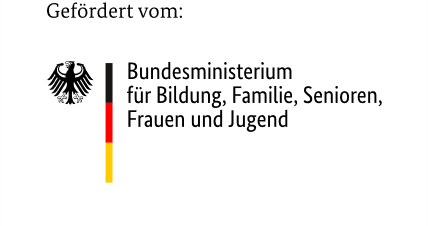 Gefördert vom:
Bundesministerium
für Bildung, Familie, Senioren,
Frauen und Jugend